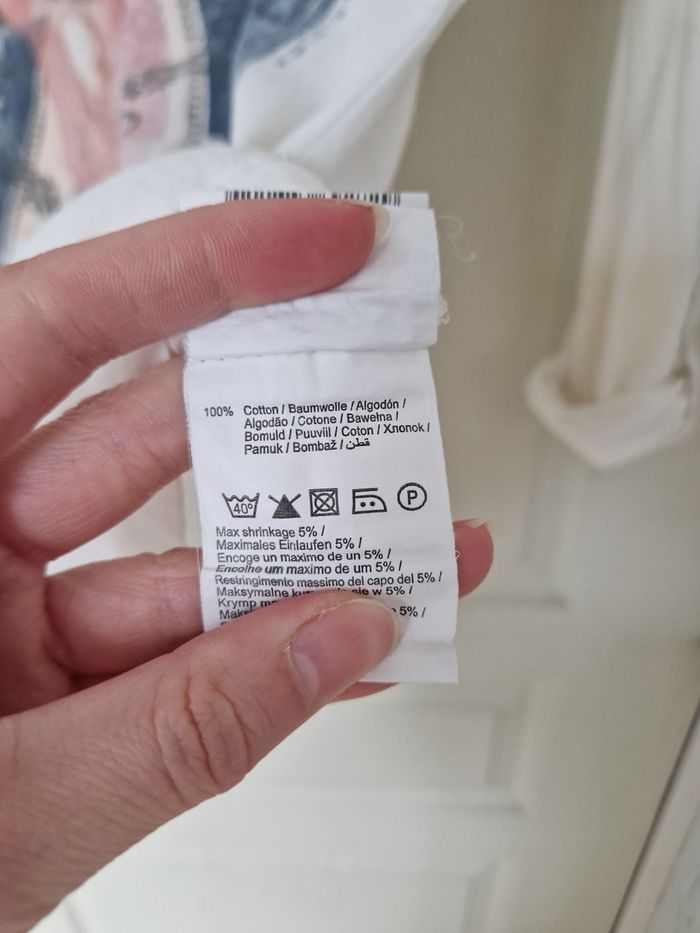 100% Cotton / Baumwolle / Algodón /
Algodão / Cotone / Bawełna /
Bomuld / Puuvill / Coton / Хлопок /
Pamuk / Bombaž / قطن
40°
P
Max shrinkage 5% /
Maximales Einlaufen 5% /
Encoge un maximo de un 5% /
Encolhe um maximo de um 5% /
Restringimento massimo del capo del 5% /
Maksymalne się w 5% /
Krymp
5% /